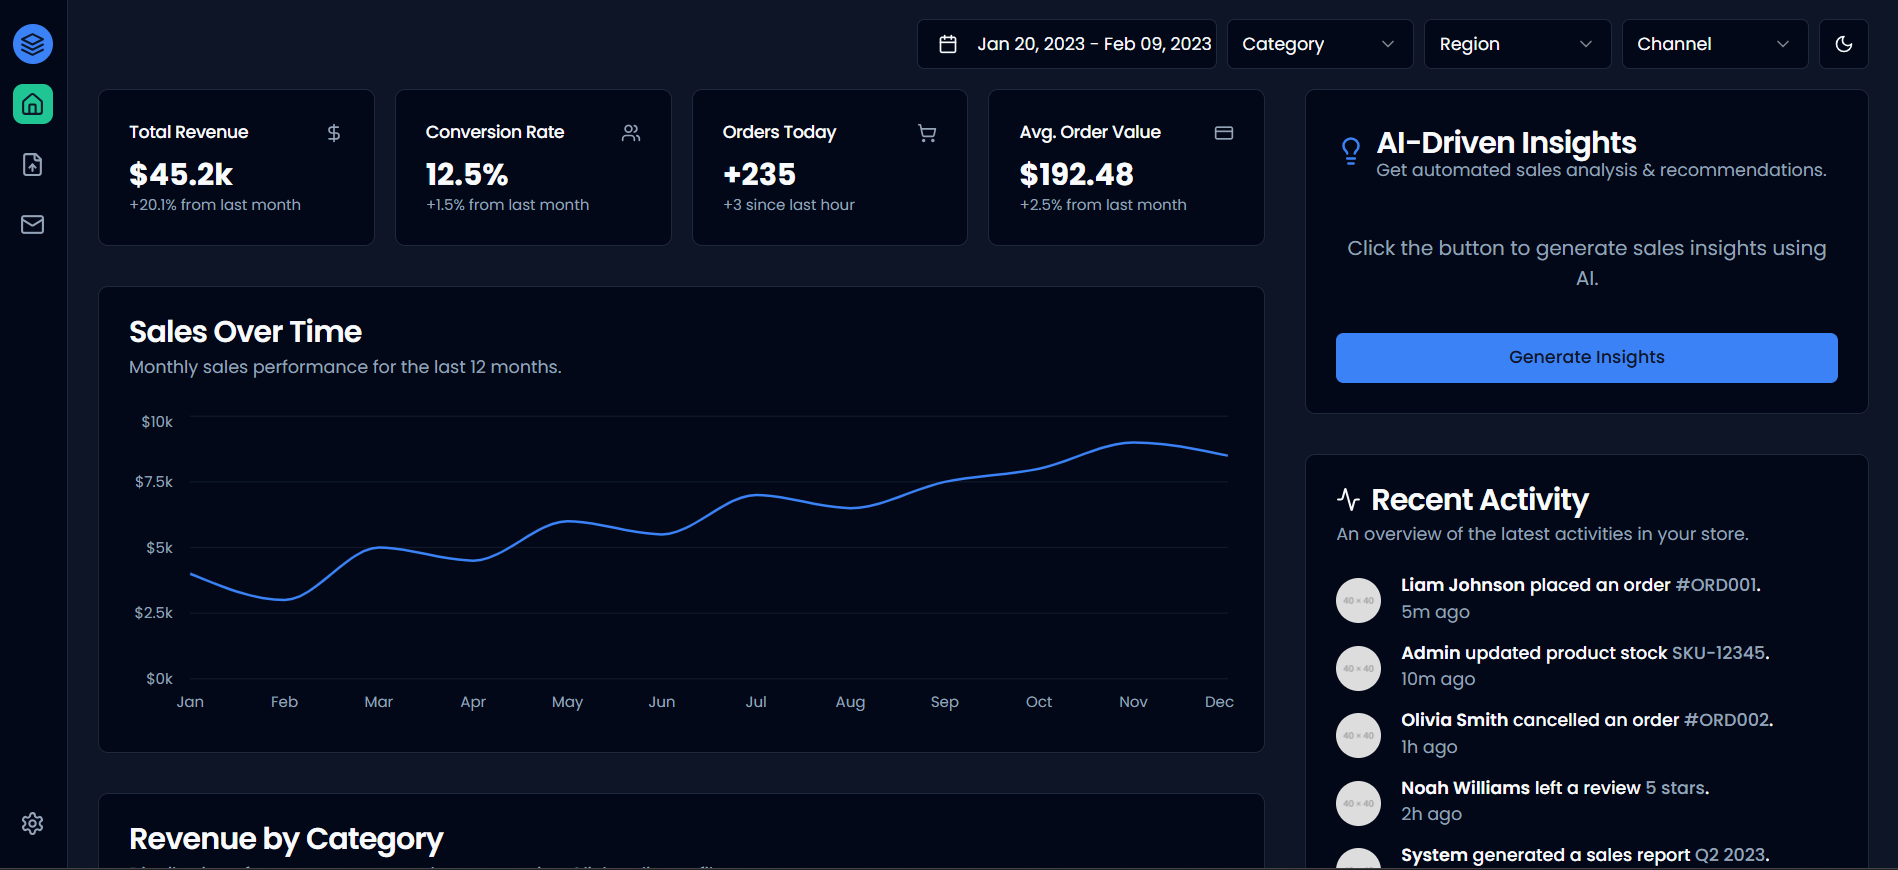 Jan 20, 2023 - Feb 09, 2023
Category
Region
Channel
Total Revenue
$45.2k
+20.1% from last month
Conversion Rate
12.5%
+1.5% from last month
Orders Today
+235
+3 since last hour
Avg. Order Value
$192.48
+2.5% from last month
Sales Over Time
Monthly sales performance for the last 12 months.
$10k
$7.5k
$5k
$2.5k
$0k
Jan Feb Mar Apr May Jun Jul Aug Sep Oct Nov Dec
Revenue by Category
AI-Driven Insights
Get automated sales analysis & recommendations.
Click the button to generate sales insights using
AI.
Generate Insights
Recent Activity
An overview of the latest activities in your store.
40 × 40
Liam Johnson placed an order #ORD001.
5m ago
40 × 40
Admin updated product stock SKU-12345.
10m ago
40 × 40
Olivia Smith cancelled an order #ORD002.
1h ago
40 × 40
Noah Williams left a review 5 stars.
2h ago
System generated a sales report Q2 2023.